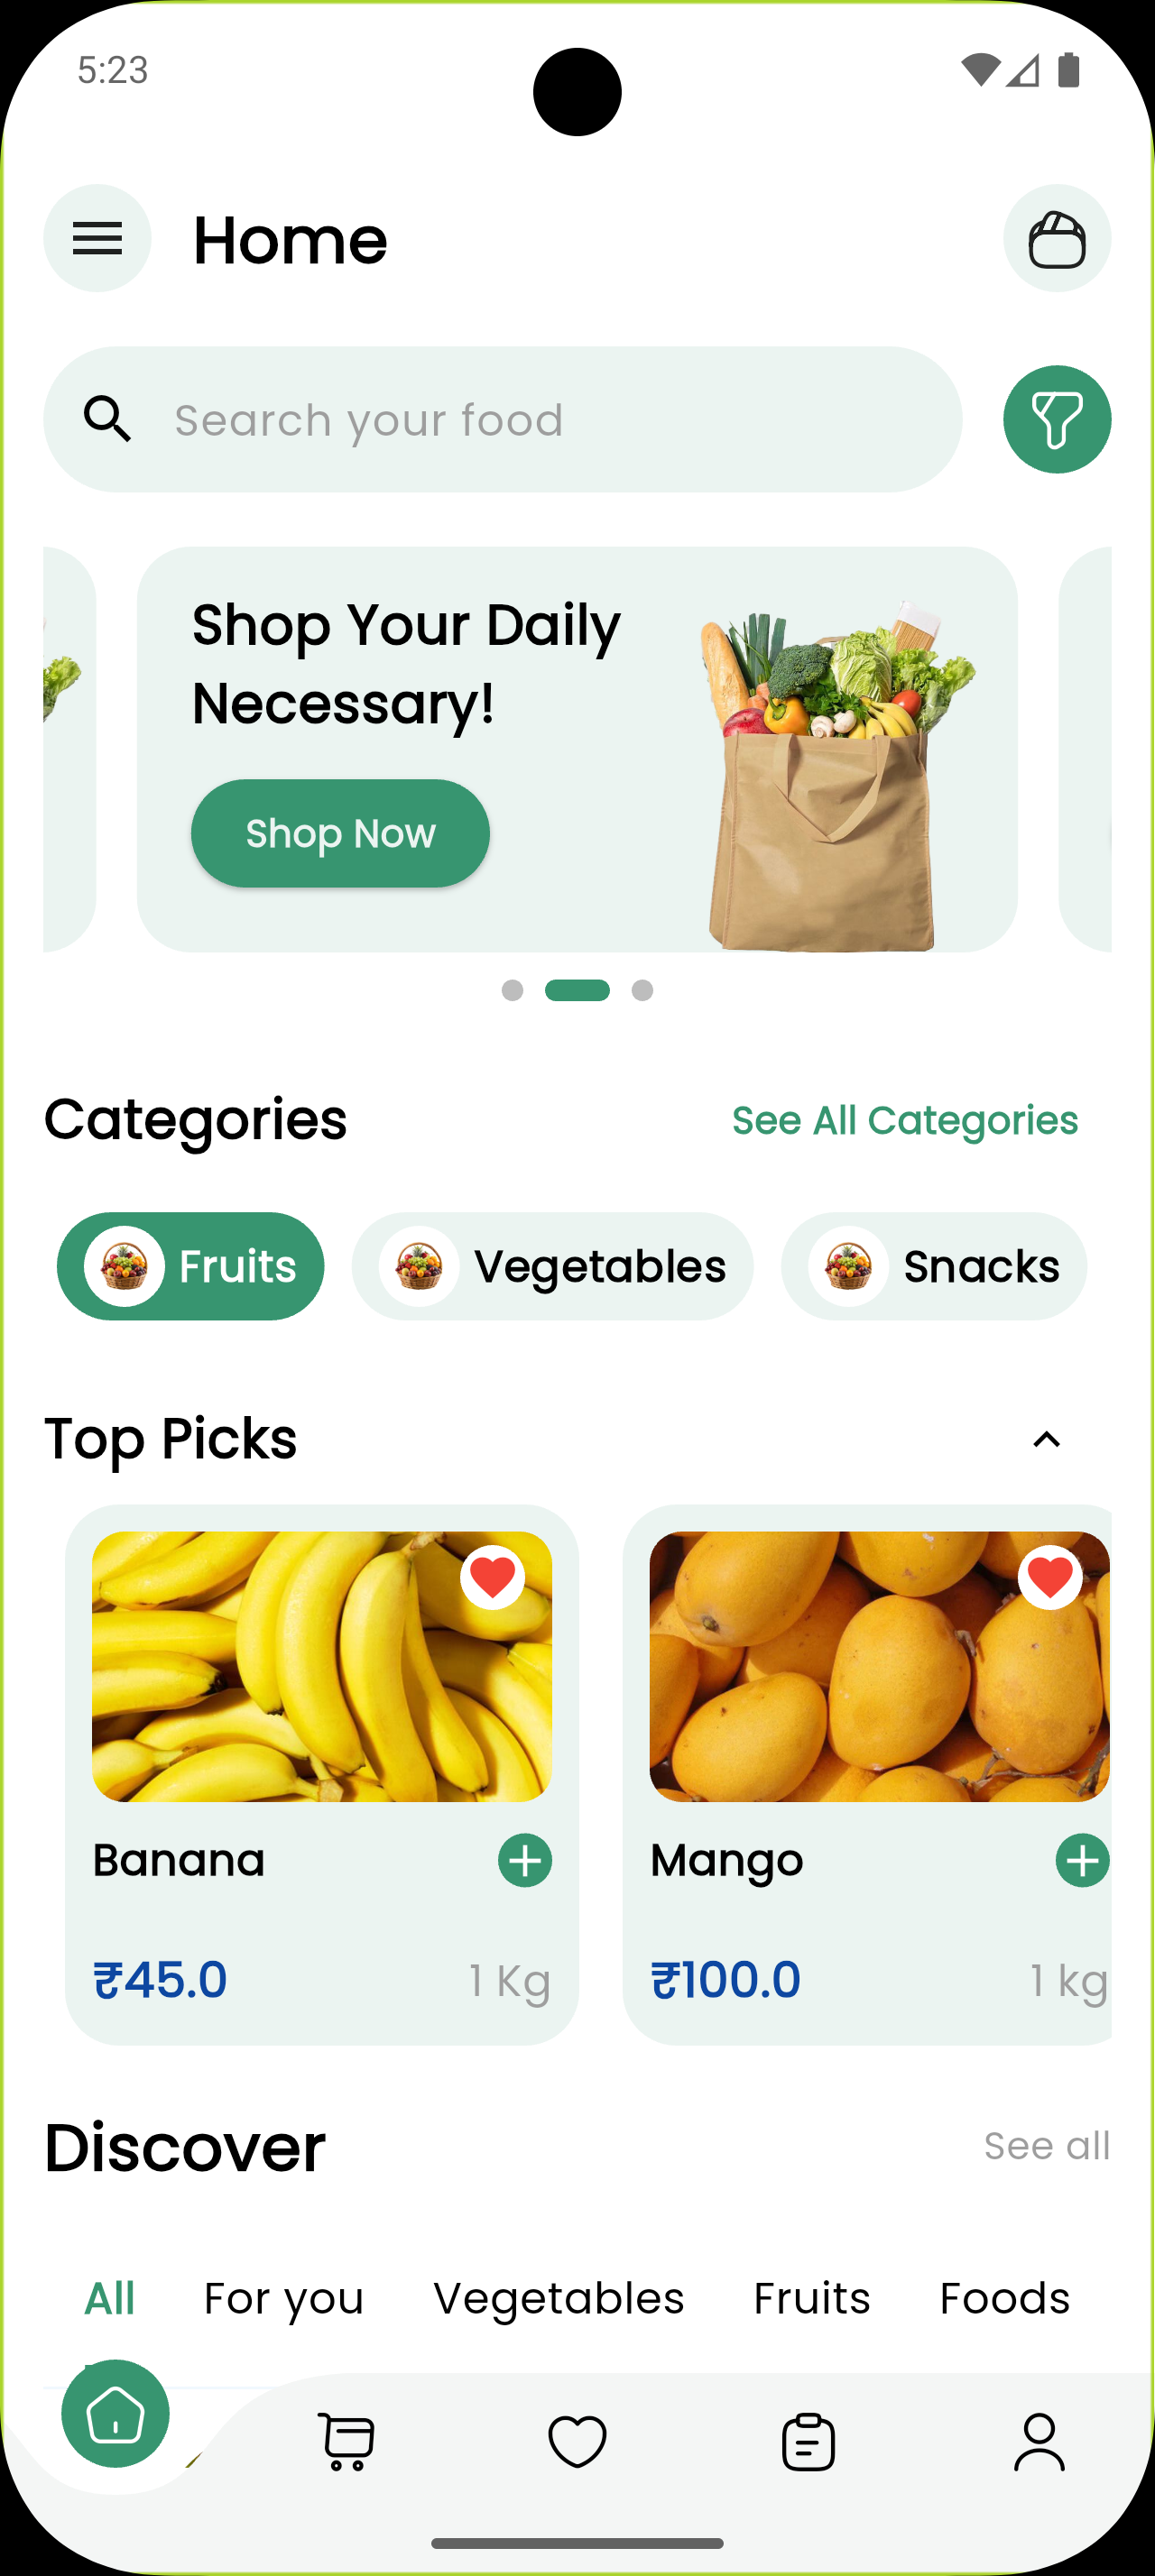 5:23
Home
Search your food
Shop Your Daily
Necessary!
Shop Now
Categories
See All Categories
Fruits
Vegetables
Snacks
Top Picks
Banana
Mango
₹45.0
1 Kg
₹100.0
1 kg
Discover
See all
All
For you
Vegetables
Fruits
Foods